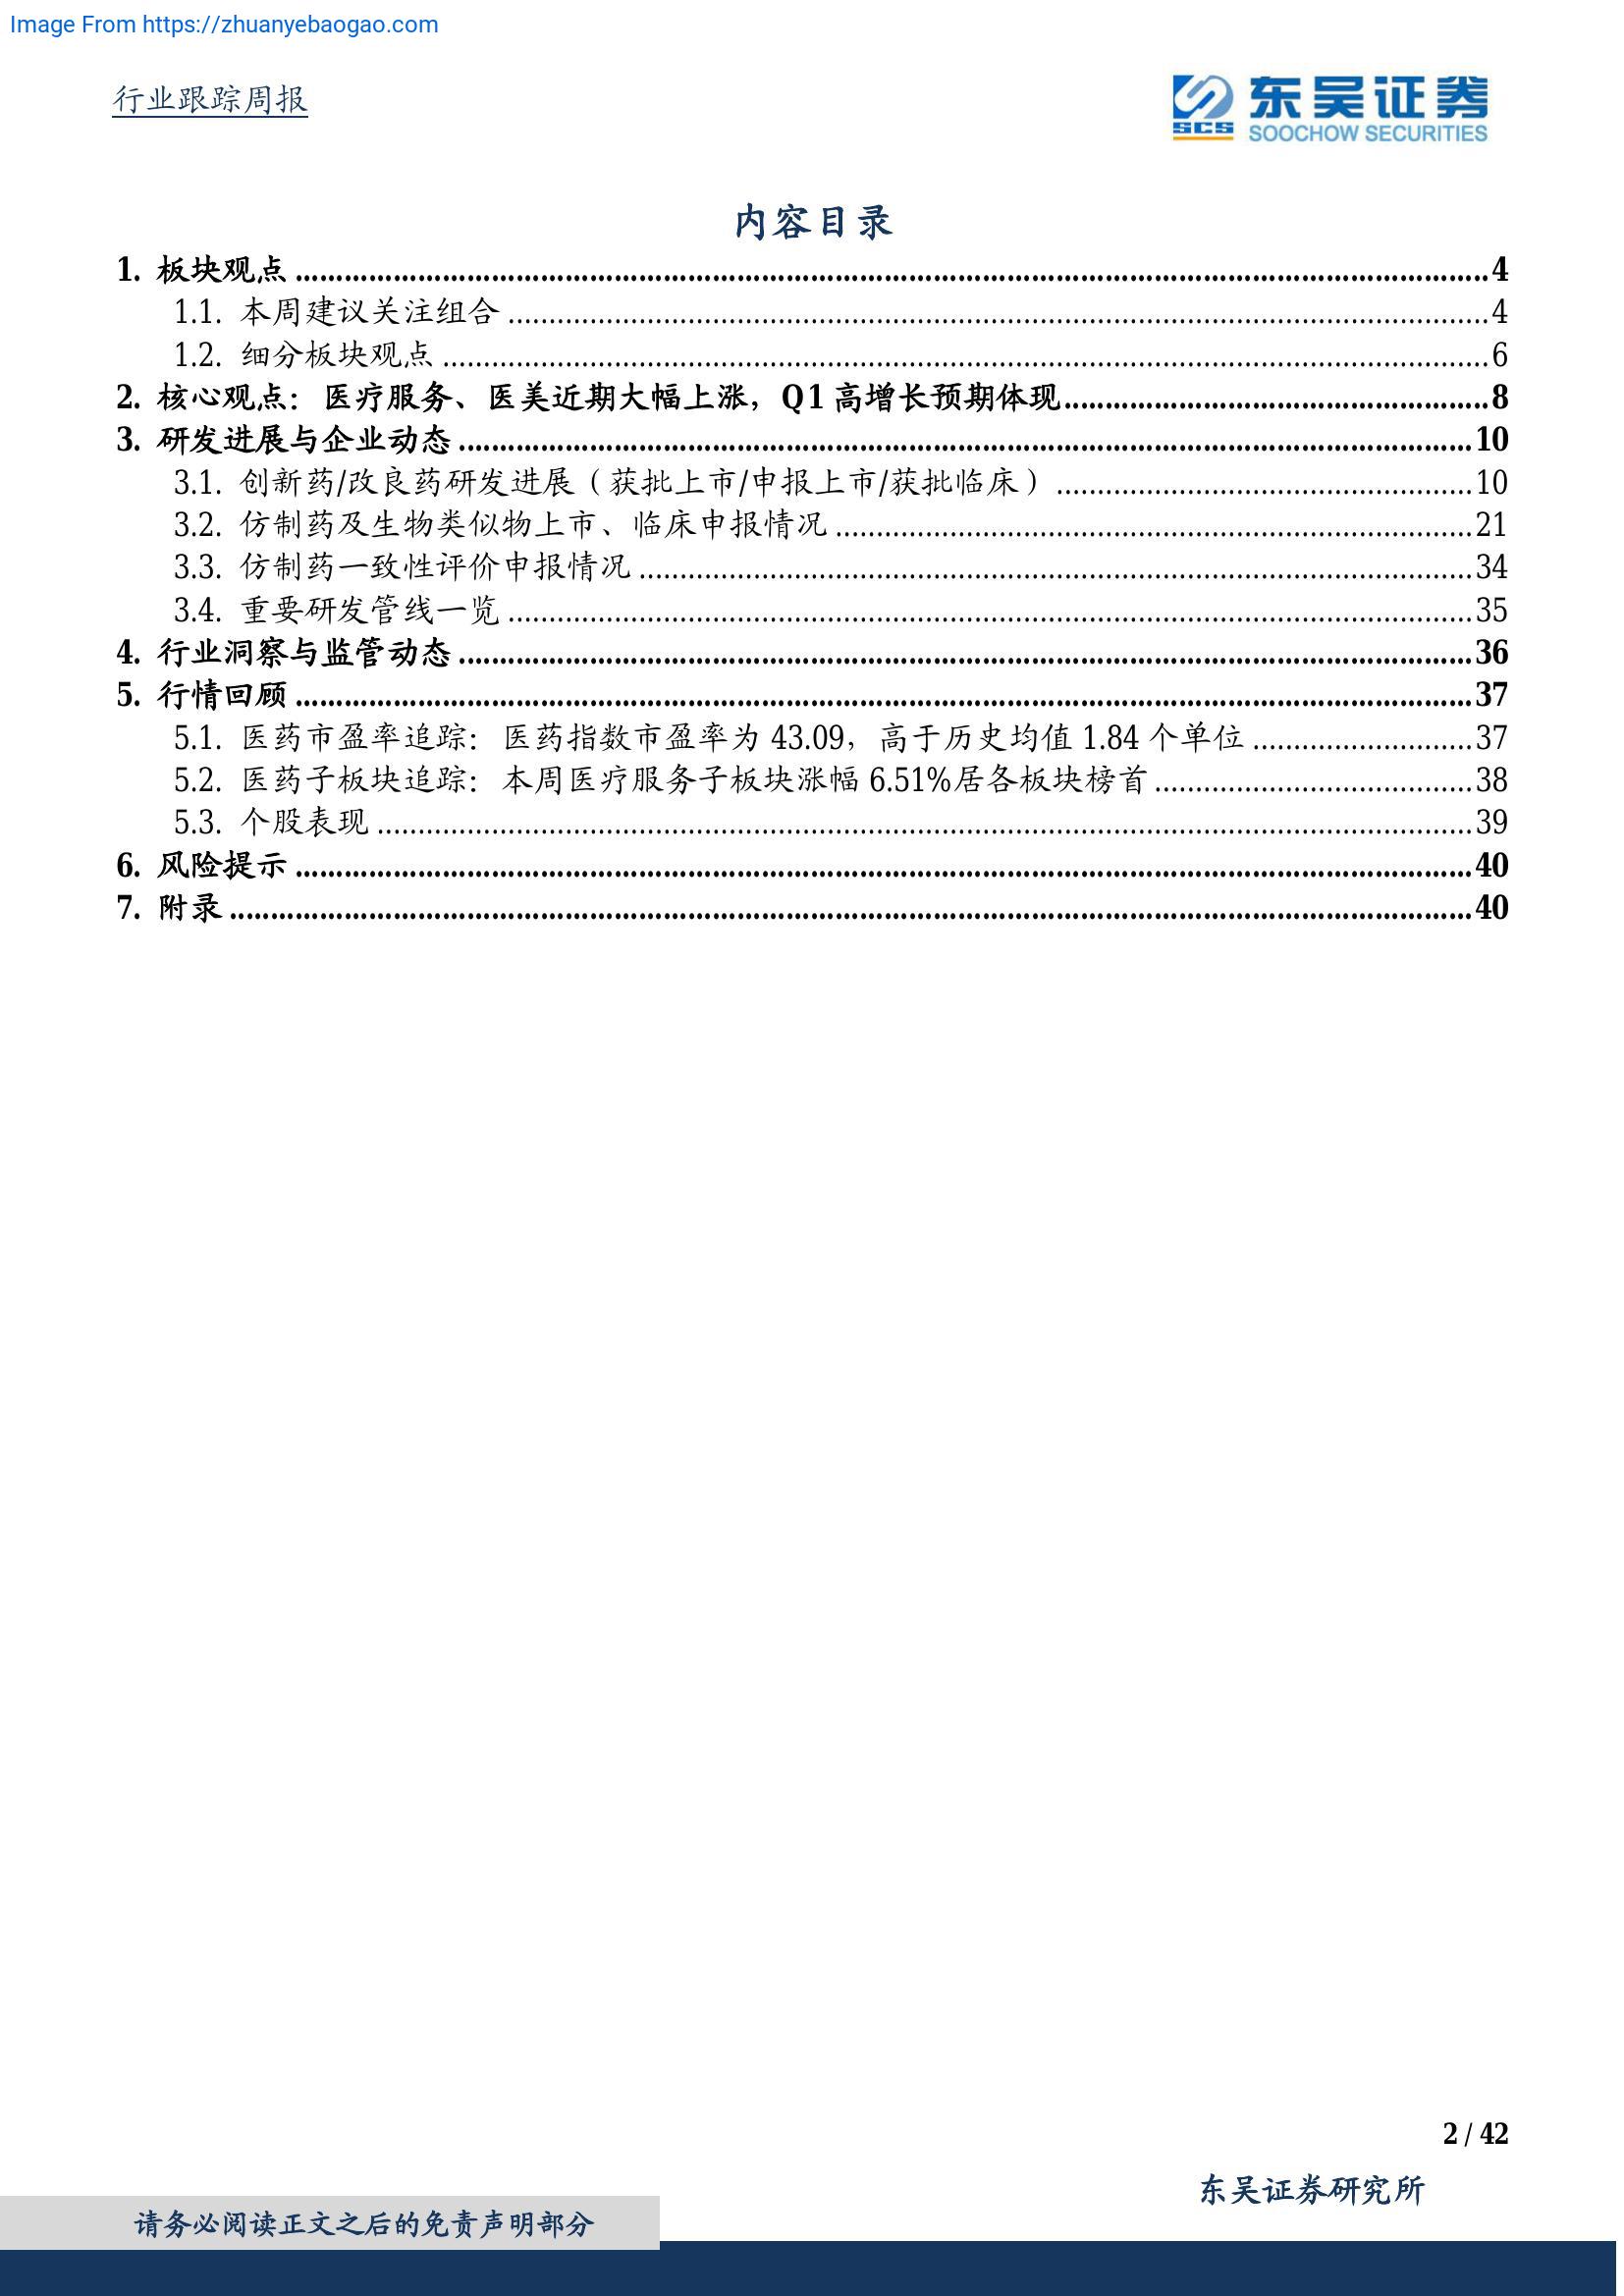 Image From https://zhuanyebaogao.com
行业跟踪周报
SCS 东吴证券
SOOCHOW SECURITIES
内容目录
1. 板块观点 ........ 4
1.1. 本周建议关注组合 ........ 4
1.2. 细分板块观点 ........ 6
2. 核心观点：医疗服务、医美近期大幅上涨，Q1 高增长预期体现 ........ 8
3. 研发进展与企业动态 ........ 10
3.1. 创新药/改良药研发进展（获批上市/申报上市/获批临床） ........ 10
3.2. 仿制药及生物类似物上市、临床申报情况 ........ 21
3.3. 仿制药一致性评价申报情况 ........ 34
3.4. 重要研发管线一览 ........ 35
4. 行业洞察与监管动态 ........ 36
5. 行情回顾 ........ 37
5.1. 医药市盈率追踪：医药指数市盈率为 43.09，高于历史均值 1.84 个单位 ........ 37
5.2. 医药子板块追踪：本周医疗服务子板块涨幅 6.51%居各板块榜首 ........ 38
5.3. 个股表现 ........ 39
6. 风险提示 ........ 40
7. 附录 ........ 40
2 / 42
东吴证券研究所
请务必阅读正文之后的免责声明部分